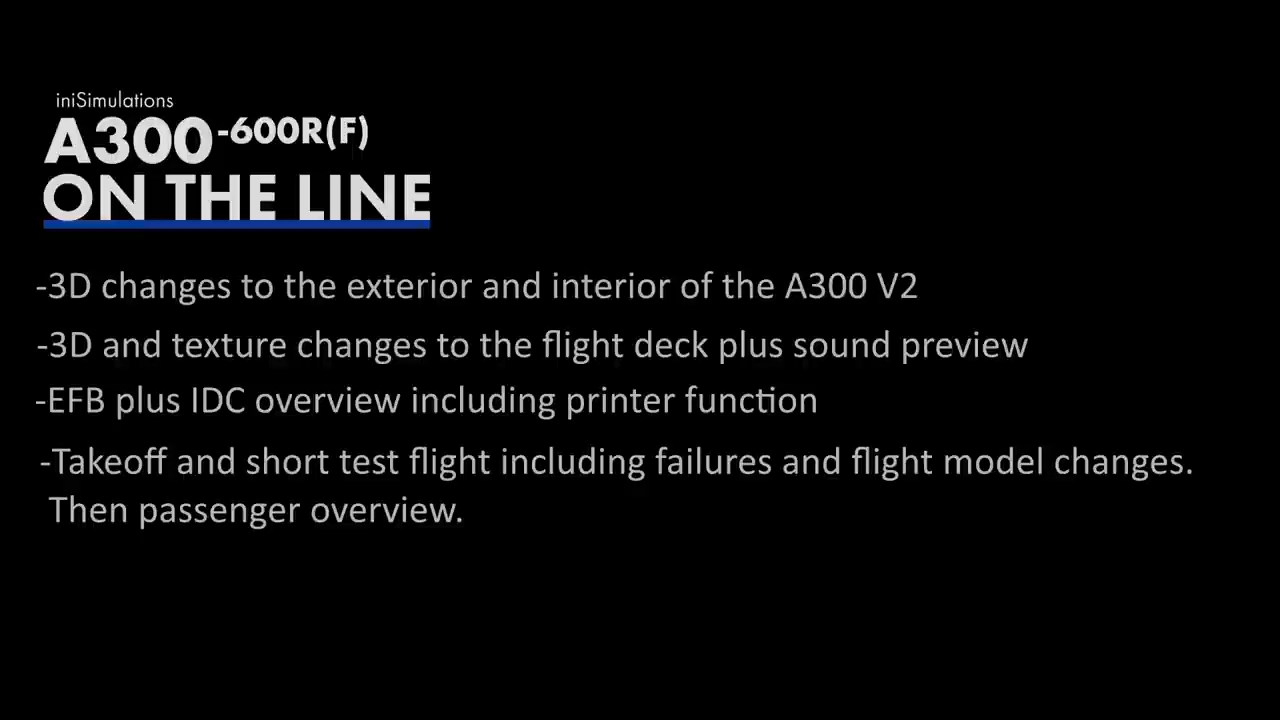 iniSimulations
A300-600R(F)
ON THE LINE
-3D changes to the exterior and interior of the A300 V2
-3D and texture changes to the flight deck plus sound preview
-EFB plus IDC overview including printer function
-Takeoff and short test flight including failures and flight model changes.
Then passenger overview.